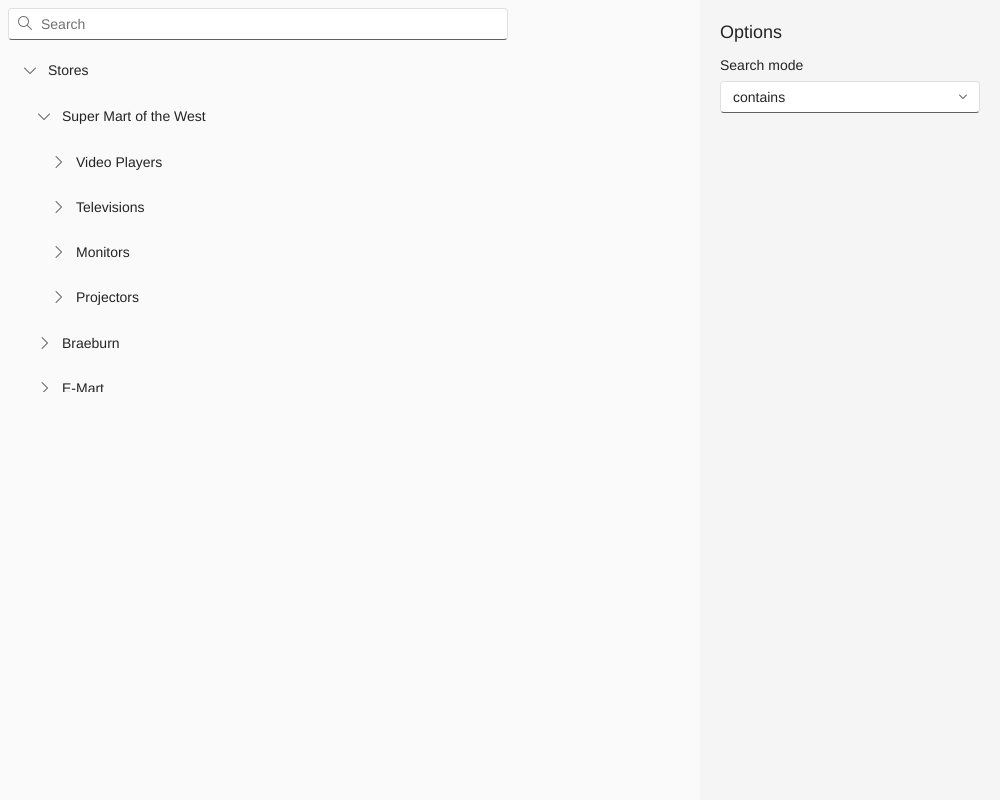 Search
Stores
Super Mart of the West
Video Players
Televisions
Monitors
Projectors
Braeburn
E-Mart
Options
Search mode
contains